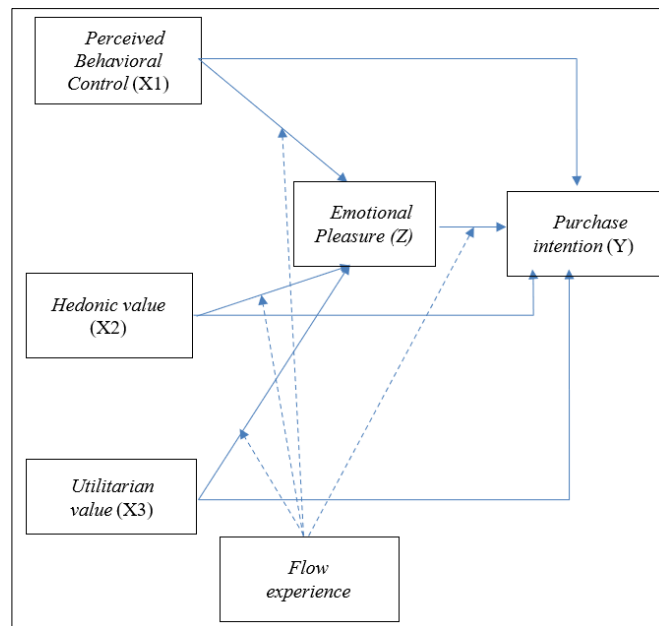 Perceived
Behavioral
Control (X1)
Emotional
Pleasure (Z)
Purchase
intention (Y)
Hedonic value
(X2)
Utilitarian
value (X3)
Flow
experience